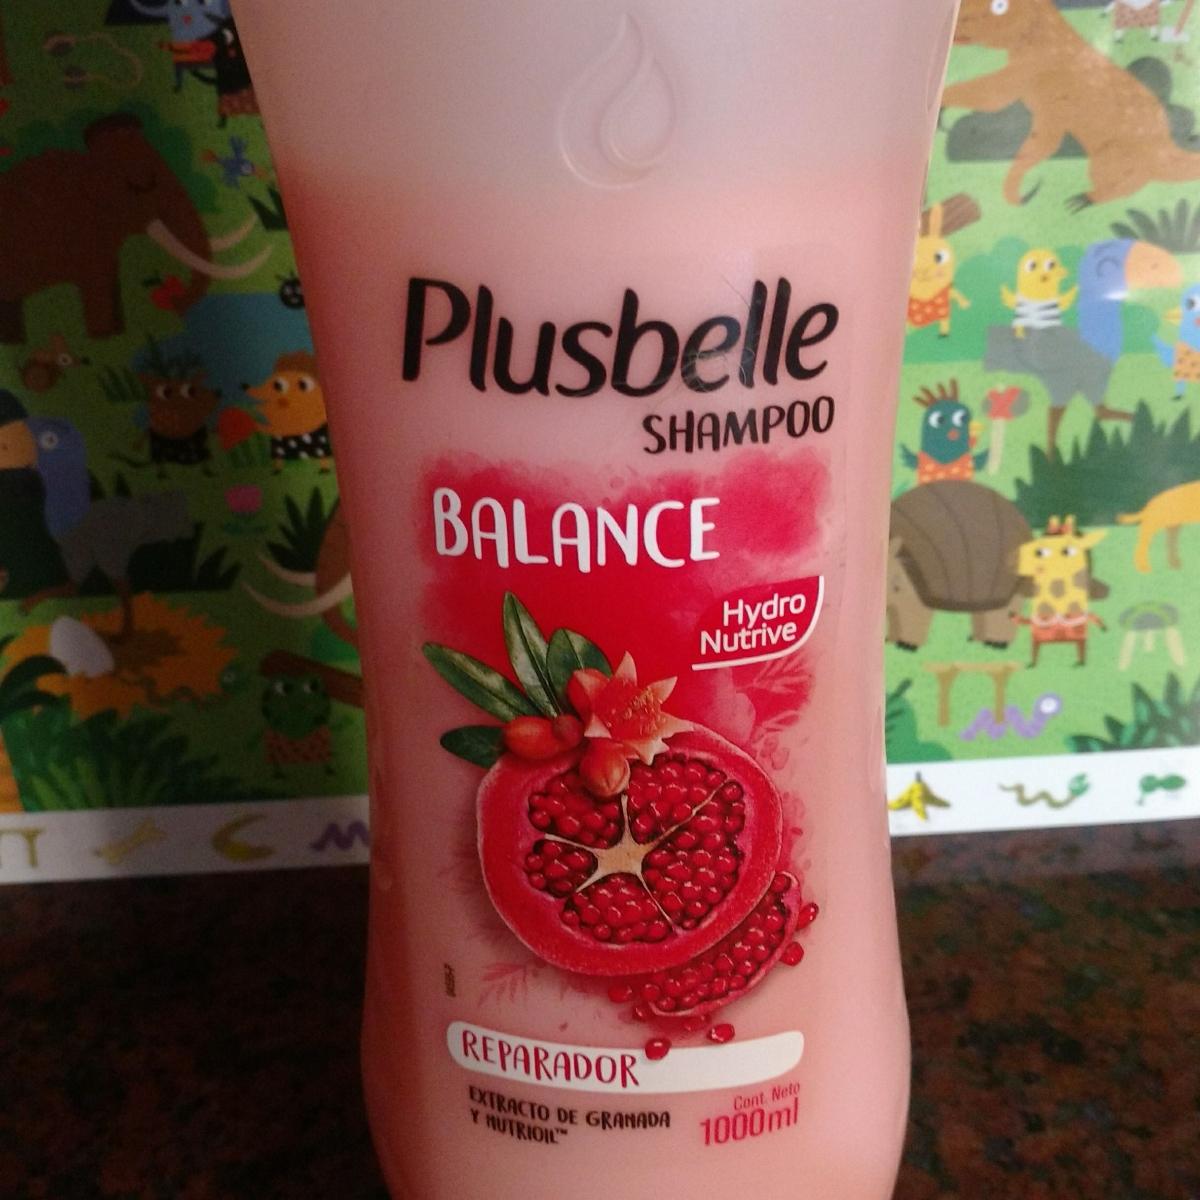 Plusbelle
SHAMPOO
BALANCE
Hydro
Nutrive
REPARADOR
EXTRACTO DE GRANADA
Y NUTRIOIL™
Cont. Neto
1000ml